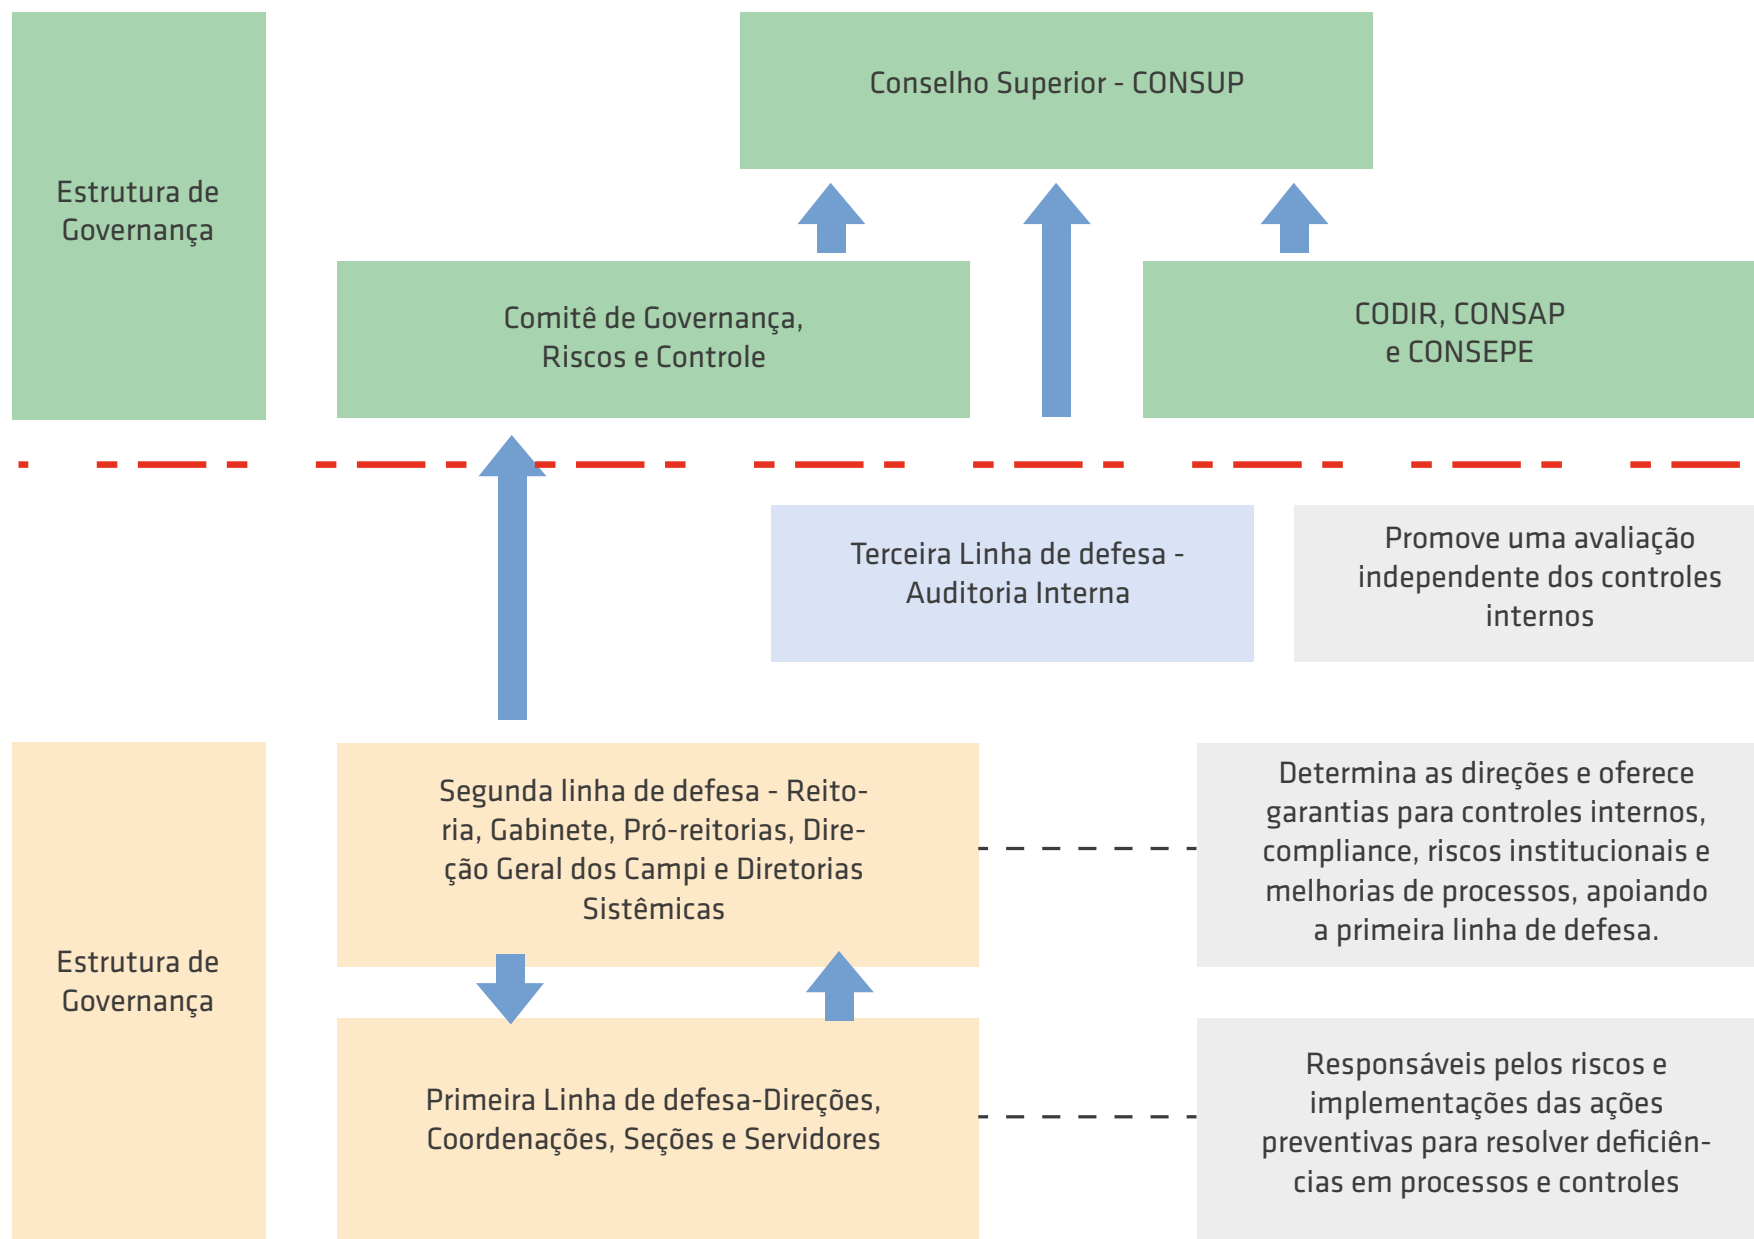 Conselho Superior - CONSUP
Estrutura de
Governança
Comitê de Governança,
Riscos e Controle
CODIR, CONSAP
e CONSEPE
Terceira Linha de defesa -
Auditoria Interna
Promove uma avaliação
independente dos controles
internos
Estrutura de
Governança
Segunda linha de defesa - Reito-
ria, Gabinete, Pró-reitorias, Dire-
ção Geral dos Campi e Diretorias
Sistêmicas
Determina as direções e oferece
garantias para controles internos,
compliance, riscos institucionais e
melhorias de processos, apoiando
a primeira linha de defesa.
Primeira Linha de defesa-Direções,
Coordenações, Seções e Servidores
Responsáveis pelos riscos e
implementações das ações
preventivas para resolver deficiên-
cias em processos e controles